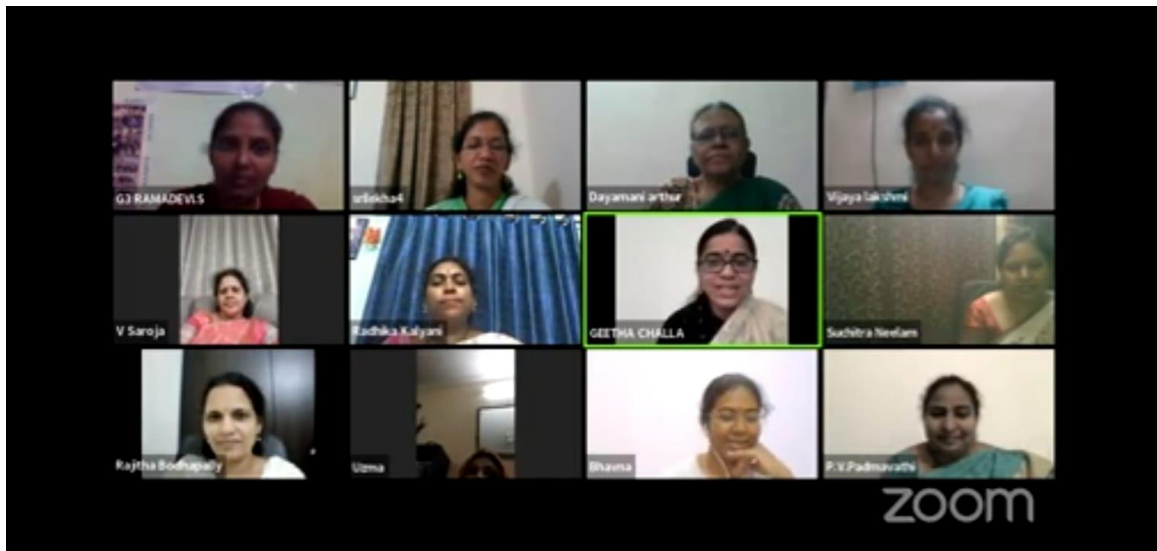 G3 RAMADEVI.S
srilekha4
Dayamani arthur
Vijaya lakshmi
V Saroja
Radhika Kalyani
GEETHA CHALLA
Suchitra Neelam
Rajitha Bodhapally
Uzma
Bhavna
P.V.Padmavathi
zoom